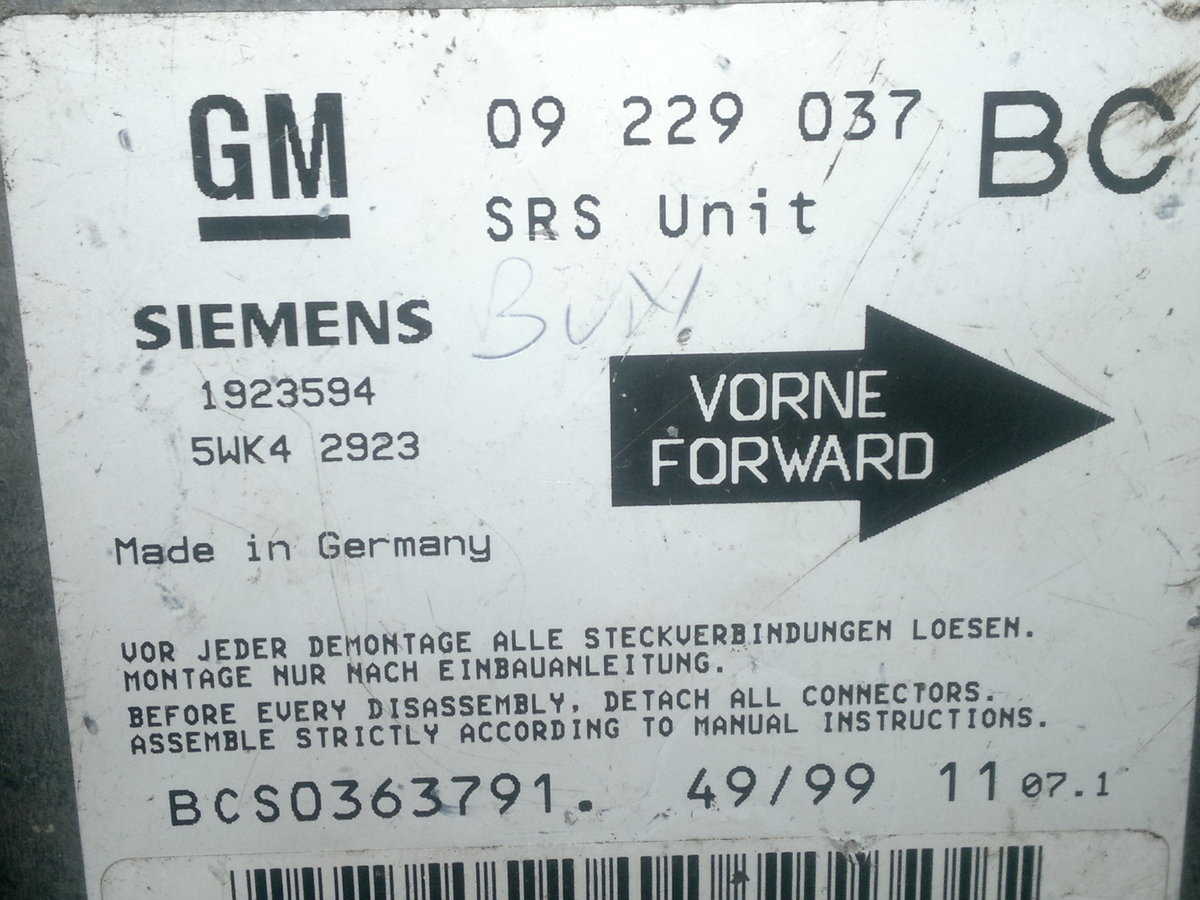 GM 09 229 037 BC
SRS Unit
SIEMENS
1923594
5WK4 2923
VORNE
FORWARD
Made in Germany
VOR JEDER DEMONTAGE ALLE STECKVERBINDUNGEN LOESEN.
MONTAGE NUR NACH EINBAUANLEITUNG.
BEFORE EVERY DISASSEMBLY, DETACH ALL CONNECTORS.
ASSEMBLE STRICTLY ACCORDING TO MANUAL INSTRUCTIONS.
BCS0363791. 49/99 11 07.1